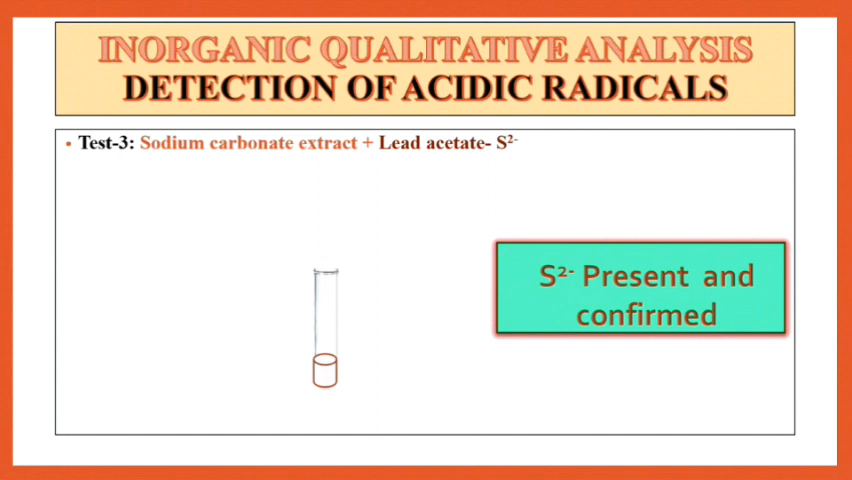 INORGANIC QUALITATIVE ANALYSIS
DETECTION OF ACIDIC RADICALS
• Test-3: Sodium carbonate extract + Lead acetate- S²⁻
S²⁻ Present and
confirmed